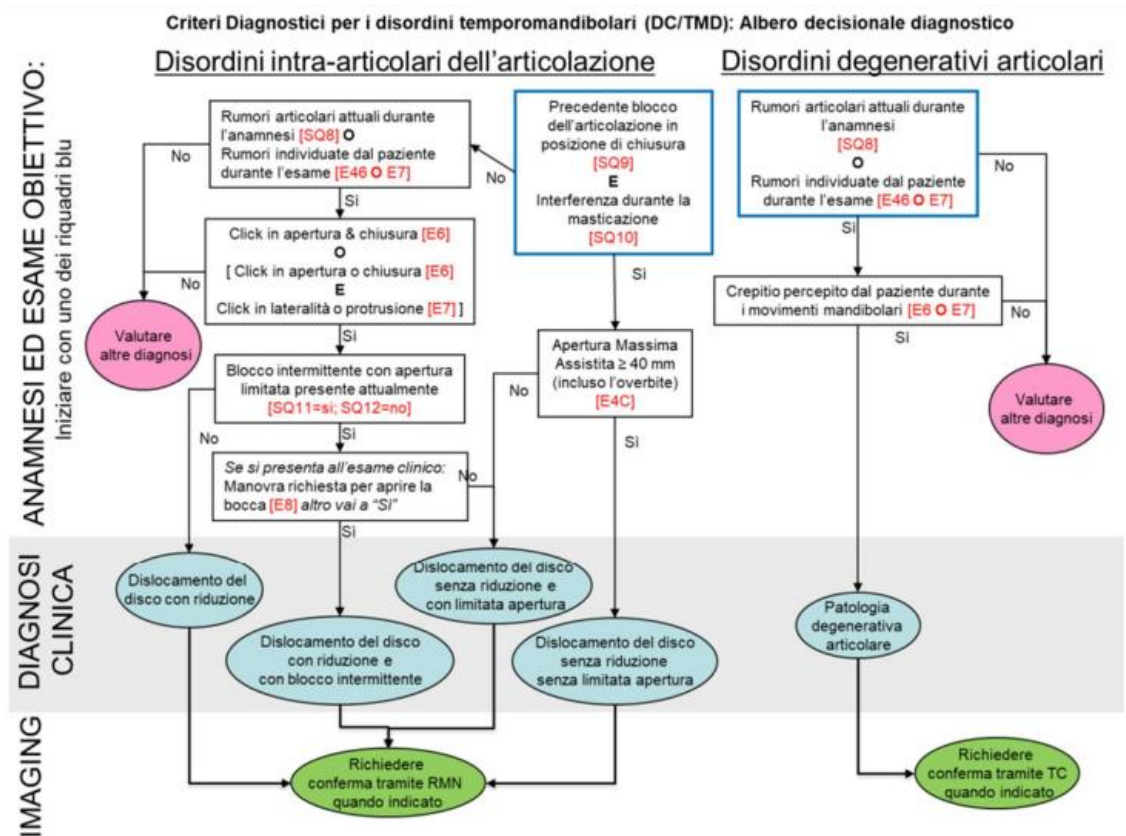 Criteri Diagnostici per i disordini temporomandibolari (DC/TMD): Albero decisionale diagnostico
Disordini intra-articolari dell'articolazione
Disordini degenerativi articolari
ANAMNESI ED ESAME OBIETTIVO:
Iniziare con uno dei riquadri blu
Rumori articolari attuali durante
l'anamnesi [SQ8] O
Rumori individuate dal paziente
durante l'esame [E46 O E7]
No
Sì
Click in apertura & chiusura [E6]
O
[ Click in apertura o chiusura [E6]
E
Click in lateralità o protrusione [E7] ]
No
Sì
Valutare
altre diagnosi
Blocco intermittente con apertura
limitata presente attualmente
[SQ11=si; SQ12=no]
No
Sì
Se si presenta all'esame clinico:
Manovra richiesta per aprire la
bocca [E8] altro vai a "Sì"
No
Sì
Precedente blocco
dell'articolazione in
posizione di chiusura
[SQ9]
E
Interferenza durante la
masticazione
[SQ10]
No
Sì
Apertura Massima
Assistita ≥ 40 mm
(incluso l'overbite)
[E4C]
No
Sì
Rumori articolari attuali durante
l'anamnesi
[SQ8]
O
Rumori individuate dal paziente
durante l'esame [E46 O E7]
No
Sì
Crepitio percepito dal paziente durante
i movimenti mandibolari [E6 O E7]
No
Sì
Valutare
altre diagnosi
DIAGNOSI
CLINICA
Dislocamento del
disco con riduzione
Dislocamento del disco
con riduzione e
con blocco intermittente
Dislocamento del disco
senza riduzione e
con limitata apertura
Dislocamento del disco
senza riduzione
senza limitata apertura
Patologia
degenerativa
articolare
IMAGING
Richiedere
conferma tramite RMN
quando indicato
Richiedere
conferma tramite TC
quando indicato